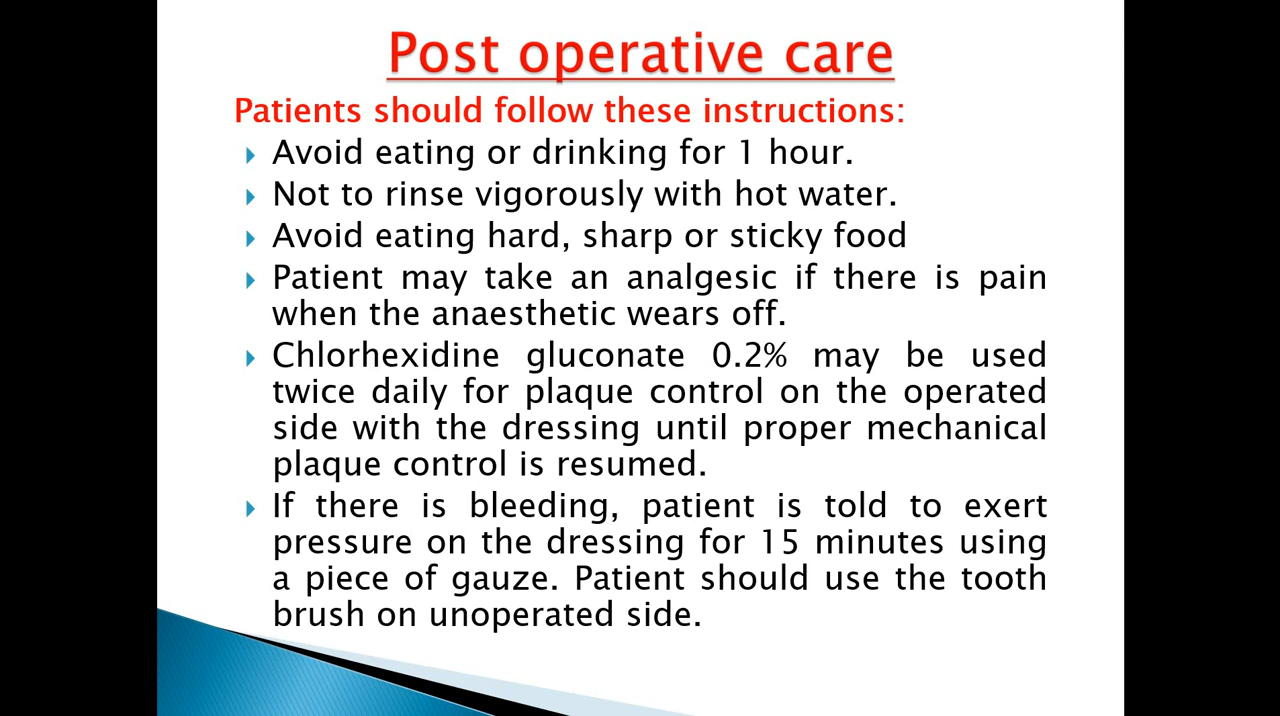 Post operative care
Patients should follow these instructions:
Avoid eating or drinking for 1 hour.
Not to rinse vigorously with hot water.
Avoid eating hard, sharp or sticky food
Patient may take an analgesic if there is pain
when the anaesthetic wears off.
Chlorhexidine gluconate 0.2% may be used
twice daily for plaque control on the operated
side with the dressing until proper mechanical
plaque control is resumed.
If there is bleeding, patient is told to exert
pressure on the dressing for 15 minutes using
a piece of gauze. Patient should use the tooth
brush on unoperated side.